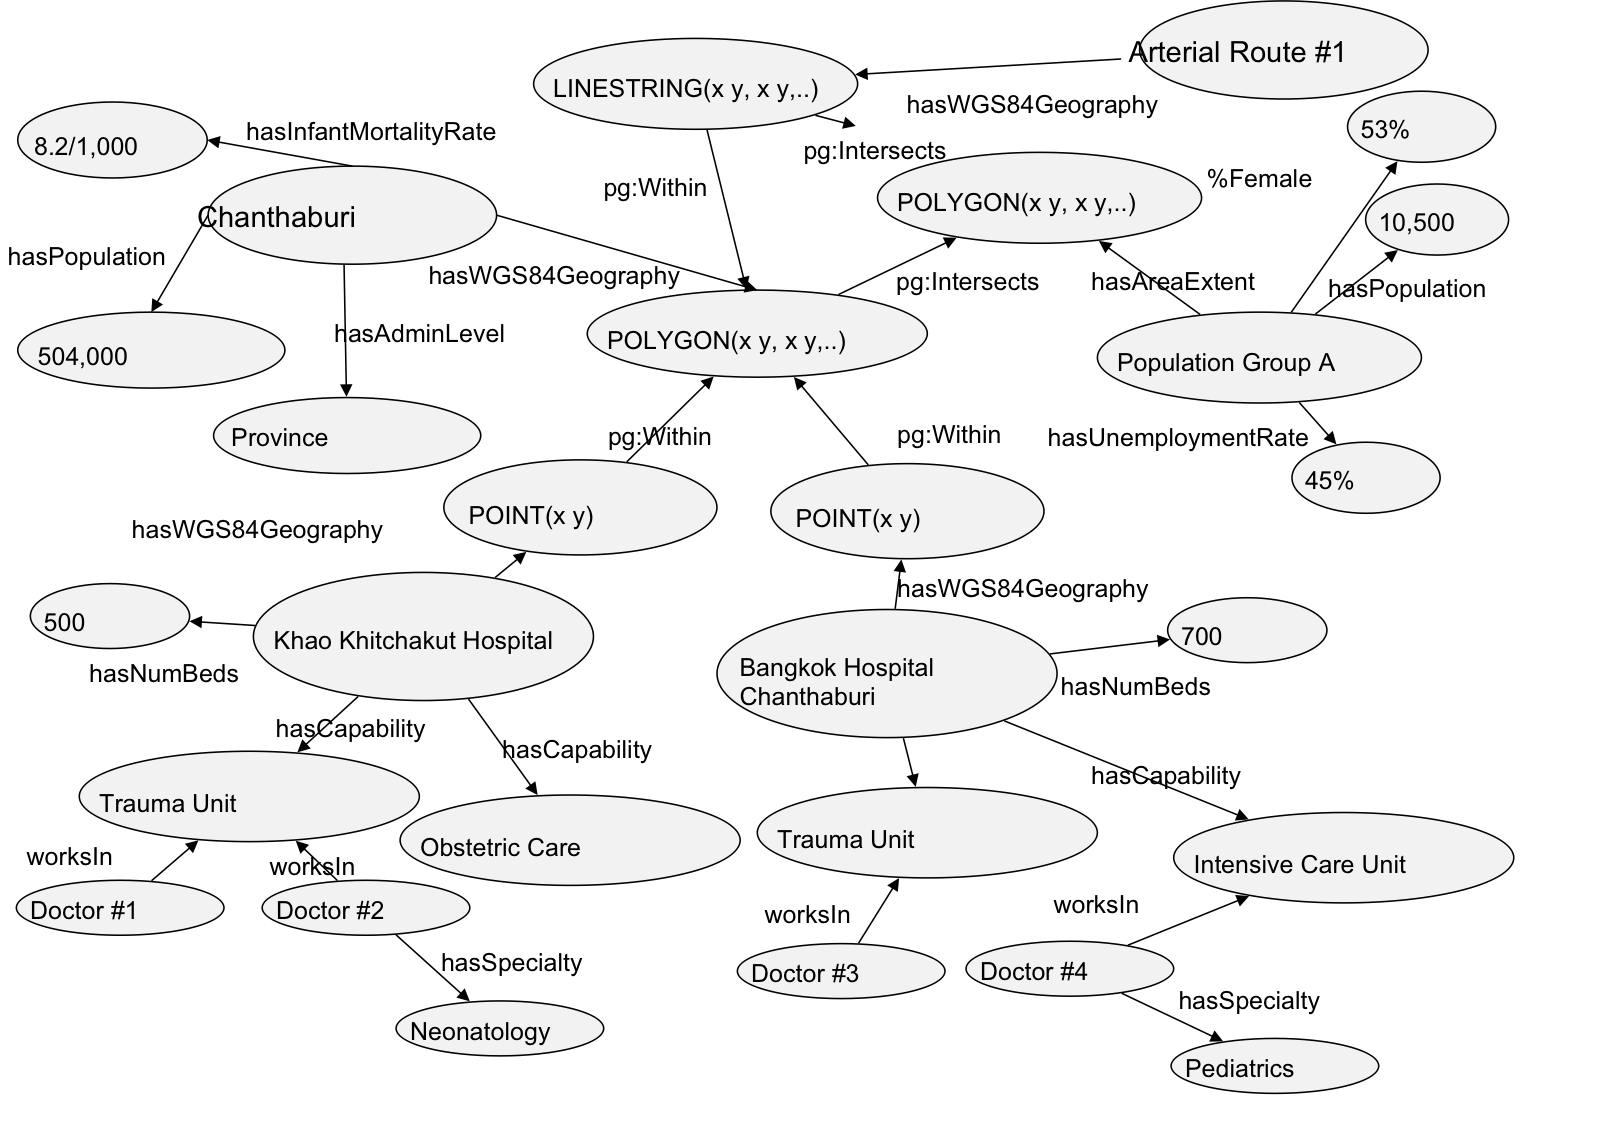 Arterial Route #1
LINESTRING(x y, x y,..)
hasWGS84Geography
53%
8.2/1,000
hasInfantMortalityRate
pg:Intersects
pg:Within
POLYGON(x y, x y,..)
%Female
Chanthaburi
10,500
hasPopulation
hasWGS84Geography
pg:Intersects
hasAreaExtent
hasPopulation
504,000
hasAdminLevel
POLYGON(x y, x y,..)
Population Group A
Province
pg:Within
pg:Within
hasUnemploymentRate
45%
POINT(x y)
POINT(x y)
hasWGS84Geography
hasWGS84Geography
500
Khao Khitchakut Hospital
700
hasNumBeds
Bangkok Hospital
Chanthaburi
hasNumBeds
hasCapability
hasCapability
hasCapability
Trauma Unit
Obstetric Care
Trauma Unit
Intensive Care Unit
worksIn
worksIn
Doctor #1
Doctor #2
worksIn
worksIn
hasSpecialty
Doctor #3
Doctor #4
hasSpecialty
Neonatology
Pediatrics